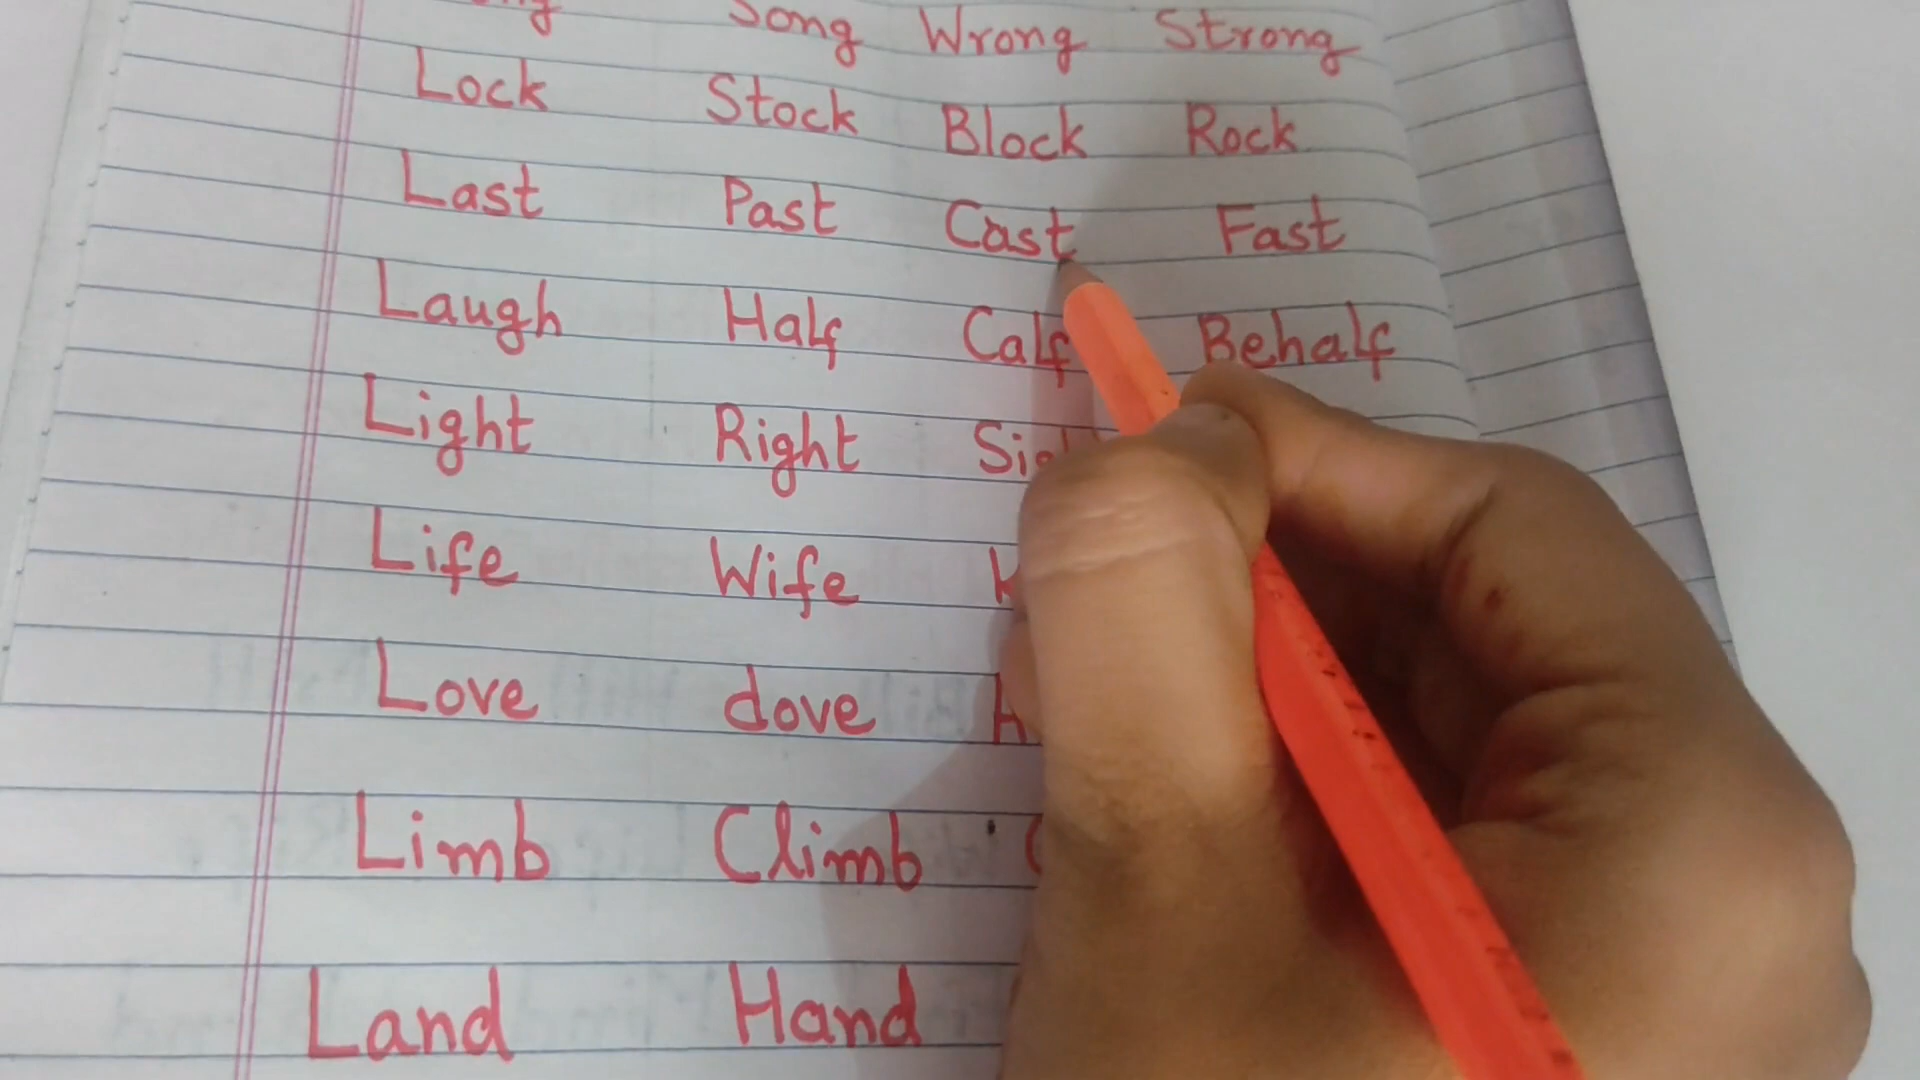 Song Wrong Strong
Lock Stock Block Rock
Last Past Cast Fast
Laugh Half Calf Behalf
Light Right
Life Wife
Love dove
Limb Climb
Land Hand